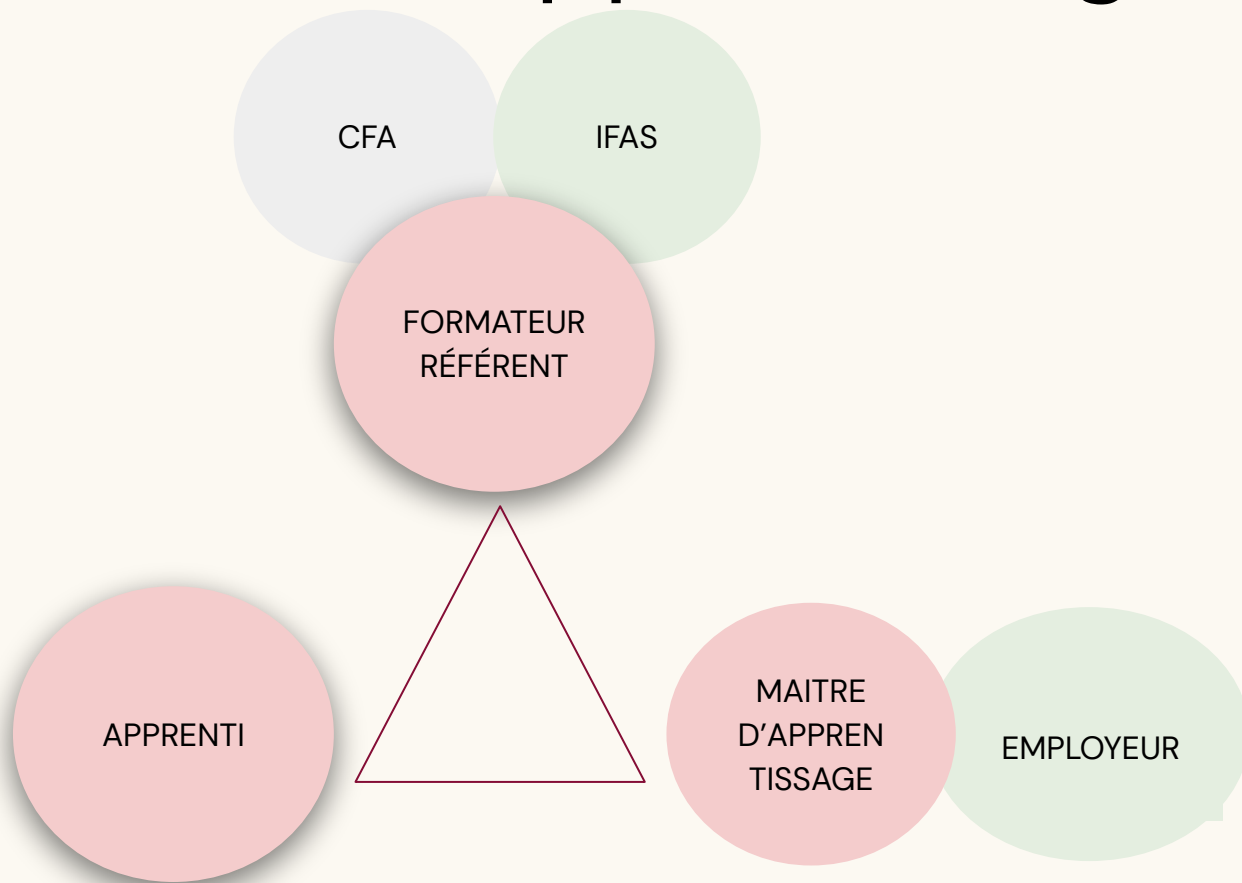 CFA
IFAS
FORMATEUR
RÉFÉRENT
APPRENTI
MAITRE
D’APPREN
TISSAGE
EMPLOYEUR